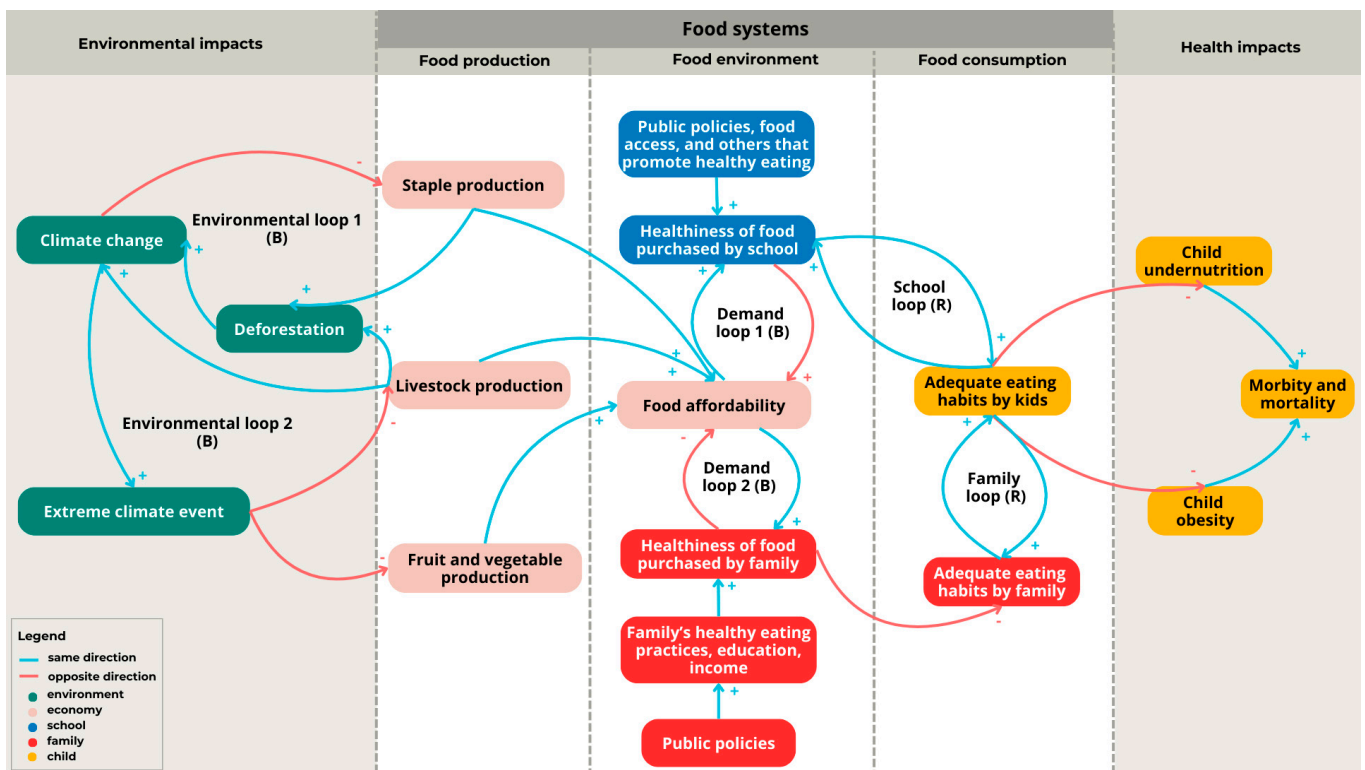 Environmental impacts
Food systems
Food production
Food environment
Food consumption
Health impacts
Public policies, food
access, and others that
promote healthy eating
+
-
Staple production
Environmental loop 1
(B)
Climate change
+
+
Healthiness of food
purchased by school
+
+
Child
undernutrition
-
School
loop (R)
+
Deforestation
+
Demand
loop 1 (B)
+
+
+
+
+
Livestock production
-
Food affordability
+
Adequate eating
habits by kids
+
Morbity and
mortality
+
Environmental loop 2
(B)
-
Demand
loop 2 (B)
+
Family
loop (R)
+
-
Child
obesity
+
Extreme climate event
-
Fruit and vegetable
production
Healthiness of food
purchased by family
+
Adequate eating
habits by family
-
Family's healthy eating
practices, education,
income
+
Public policies
Legend
same direction
opposite direction
environment
economy
school
family
child